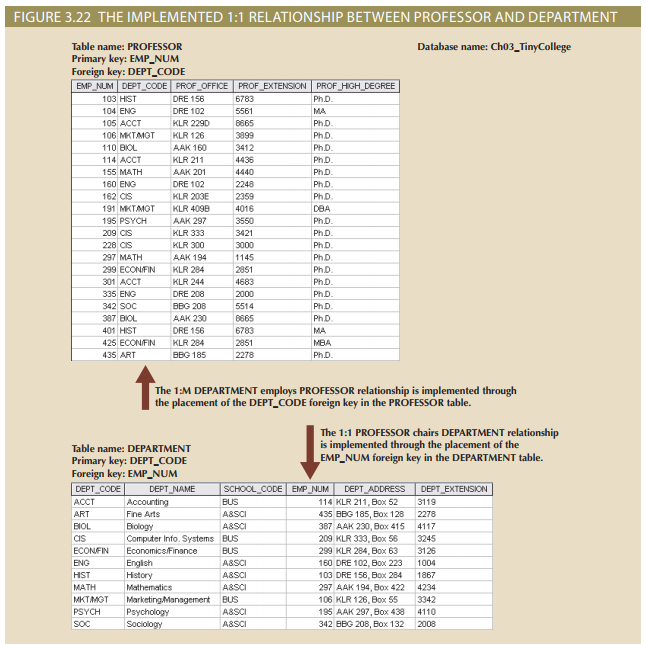 FIGURE 3.22 THE IMPLEMENTED 1:1 RELATIONSHIP BETWEEN PROFESSOR AND DEPARTMENT
Table name: PROFESSOR Database name: Ch03_TinyCollege
Primary key: EMP_NUM
Foreign key: DEPT_CODE
EMP_NUM DEPT_CODE PROF_OFFICE PROF_EXTENSION PROF_HIGH_DEGREE
103 HIST DRE 156 6783 Ph.D.
104 ENG DRE 102 5561 MA
105 ACCT KLR 229D 8665 Ph.D.
106 MKT/MGT KLR 126 3899 Ph.D.
110 BIOL AAK 160 3412 Ph.D.
114 ACCT KLR 211 4436 Ph.D.
155 MATH AAK 201 4440 Ph.D.
160 ENG DRE 102 2248 Ph.D.
162 CIS KLR 203E 2359 Ph.D.
191 MKT/MGT KLR 409B 4016 DBA
195 PSYCH AAK 297 3550 Ph.D.
209 CIS KLR 333 3421 Ph.D.
228 CIS KLR 300 3000 Ph.D.
297 MATH AAK 194 1145 Ph.D.
299 ECON/FIN KLR 284 2851 Ph.D.
301 ACCT KLR 244 4683 Ph.D.
335 ENG DRE 208 2000 Ph.D.
342 SOC BBG 208 5514 Ph.D.
387 BIOL AAK 230 8665 Ph.D.
401 HIST DRE 156 6783 MA
425 ECON/FIN KLR 284 2851 MBA
435 ART BBG 185 2278 Ph.D.
The 1:M DEPARTMENT employs PROFESSOR relationship is implemented through
the placement of the DEPT_CODE foreign key in the PROFESSOR table.
The 1:1 PROFESSOR chairs DEPARTMENT relationship
is implemented through the placement of the
EMP_NUM foreign key in the DEPARTMENT table.
Table name: DEPARTMENT
Primary key: DEPT_CODE
Foreign key: EMP_NUM
DEPT_CODE DEPT_NAME SCHOOL_CODE EMP_NUM DEPT_ADDRESS DEPT_EXTENSION
ACCT Accounting BUS 114 KLR 211, Box 52 3119
ART Fine Arts A&SCI 435 BBG 185, Box 128 2278
BIOL Biology A&SCI 387 AAK 230, Box 415 4117
CIS Computer Info. Systems BUS 209 KLR 333, Box 56 3245
ECON/FIN Economics/Finance BUS 299 KLR 284, Box 63 3126
ENG English A&SCI 160 DRE 102, Box 223 1004
HIST History A&SCI 103 DRE 156, Box 284 1867
MATH Mathematics A&SCI 297 AAK 194, Box 422 4234
MKT/MGT Marketing/Management BUS 106 KLR 126, Box 55 3342
PSYCH Psychology A&SCI 195 AAK 297, Box 438 4110
SOC Sociology A&SCI 342 BBG 208, Box 132 2008